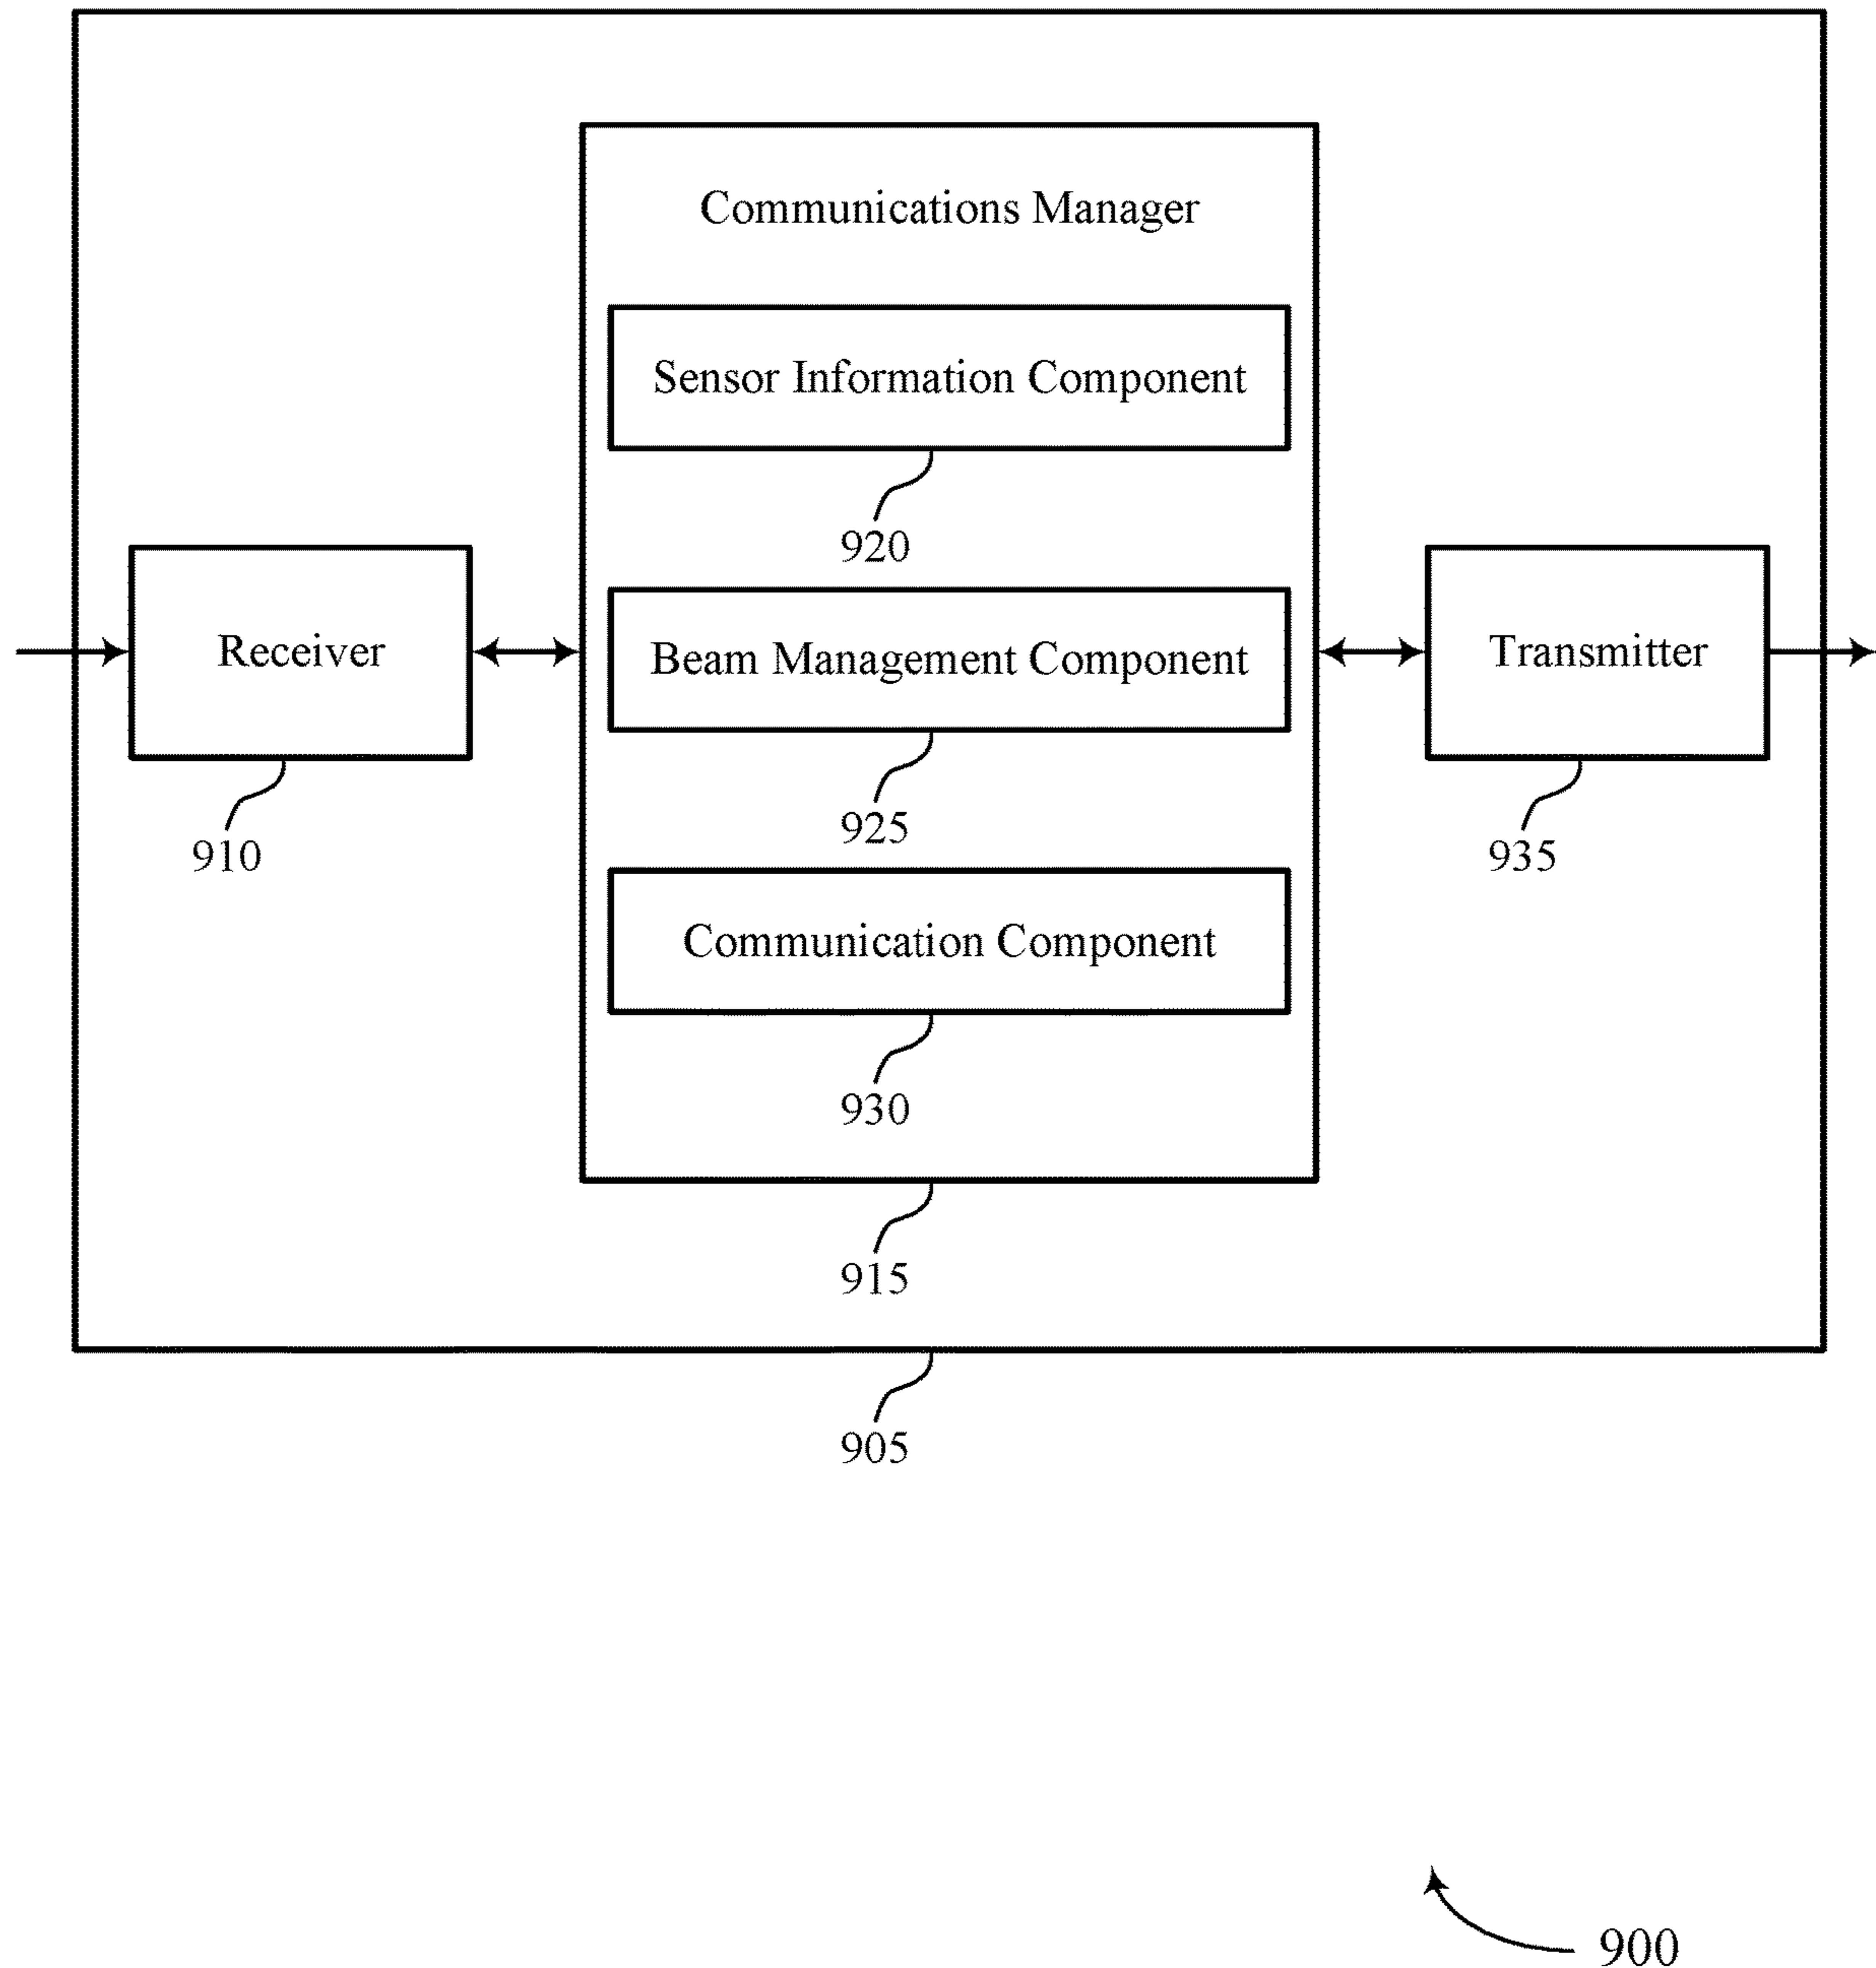 Communications Manager
Sensor Information Component
920
Receiver
910
Beam Management Component
925
Transmitter
935
Communication Component
930
915
905
900